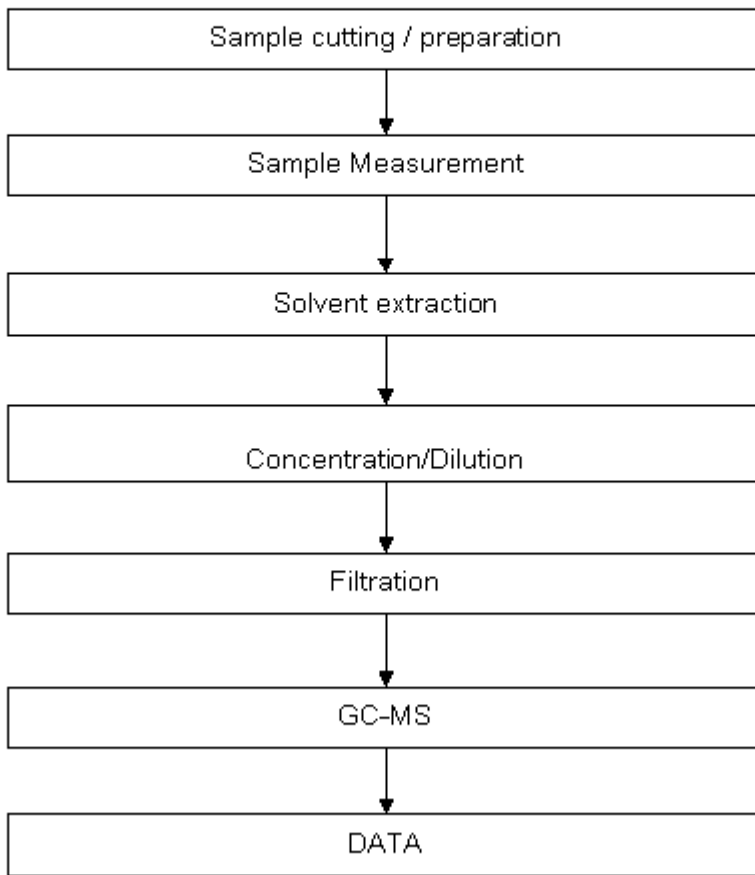 Sample cutting / preparation
Sample Measurement
Solvent extraction
Concentration/Dilution
Filtration
GC-MS
DATA